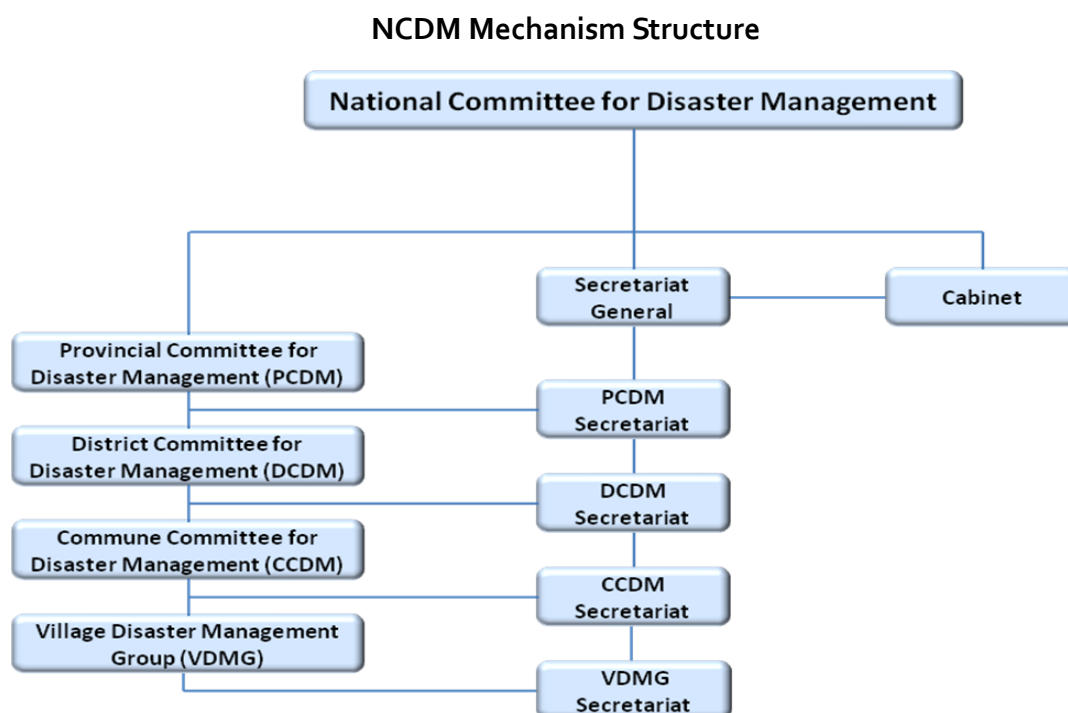 NCDM Mechanism Structure
National Committee for Disaster Management
Secretariat
General
Cabinet
Provincial Committee for
Disaster Management (PCDM)
PCDM
Secretariat
District Committee for
Disaster Management (DCDM)
DCDM
Secretariat
Commune Committee for
Disaster Management (CCDM)
CCDM
Secretariat
Village Disaster Management
Group (VDMG)
VDMG
Secretariat